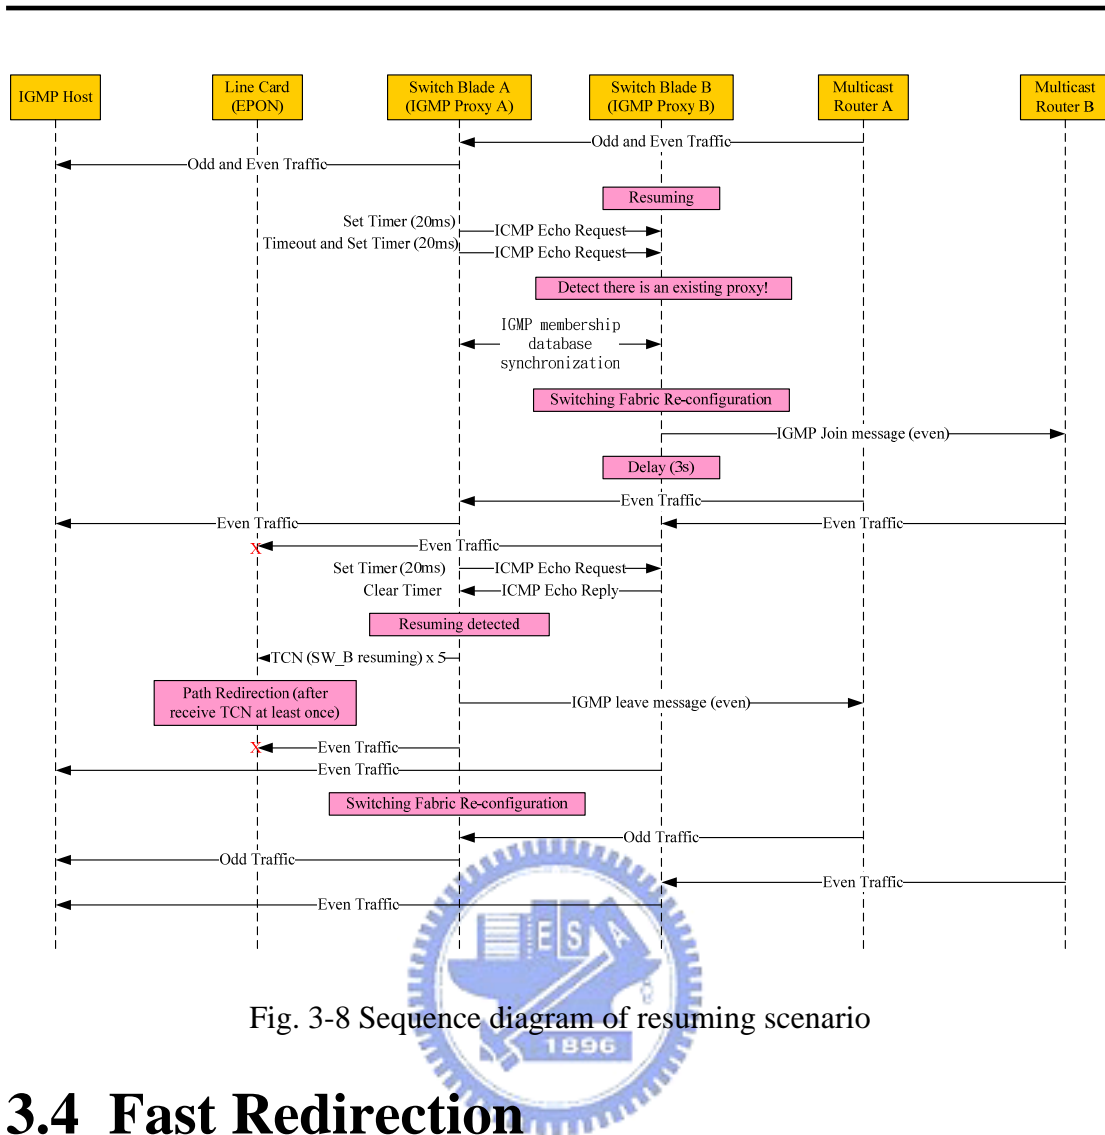 IGMP Host
Line Card
(EPON)
Switch Blade A
(IGMP Proxy A)
Switch Blade B
(IGMP Proxy B)
Multicast
Router A
Multicast
Router B
Odd and Even Traffic
Odd and Even Traffic
Resuming
Set Timer (20ms)
ICMP Echo Request
Timeout and Set Timer (20ms)
ICMP Echo Request
Detect there is an existing proxy!
IGMP membership
database
synchronization
Switching Fabric Re-configuration
IGMP Join message (even)
Delay (3s)
Even Traffic
Even Traffic
Even Traffic
X
Even Traffic
Set Timer (20ms)
ICMP Echo Request
Clear Timer
ICMP Echo Reply
Resuming detected
TCN (SW_B resuming) x 5
Path Redirection (after
receive TCN at least once)
IGMP leave message (even)
X
Even Traffic
Even Traffic
Switching Fabric Re-configuration
Odd Traffic
Odd Traffic
Even Traffic
Even Traffic
E S A
Fig. 3-8 Sequence diagram of resuming scenario
1896
3.4 Fast Redirection